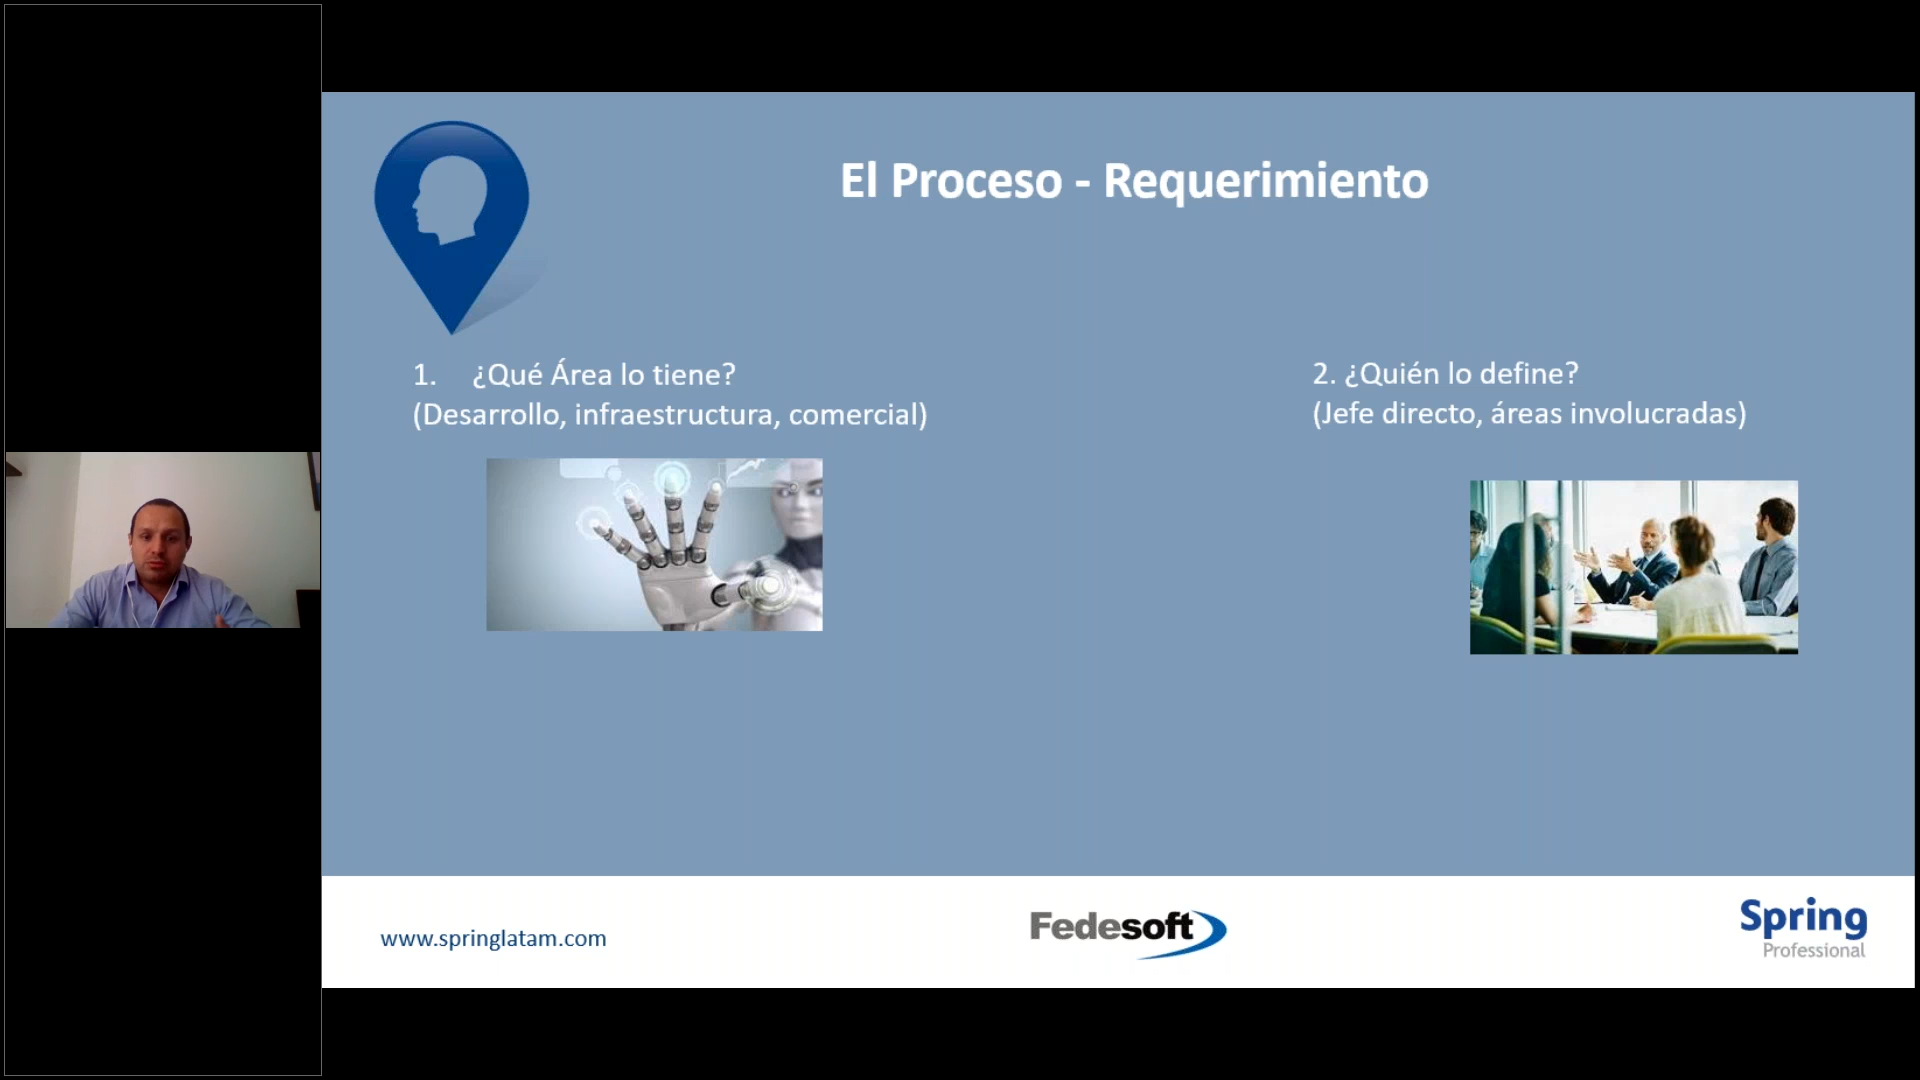 El Proceso - Requerimiento
1. ¿Qué Área lo tiene?
(Desarrollo, infraestructura, comercial)
2. ¿Quién lo define?
(Jefe directo, áreas involucradas)
www.springlatam.com
Fedesoft
Spring
Professional